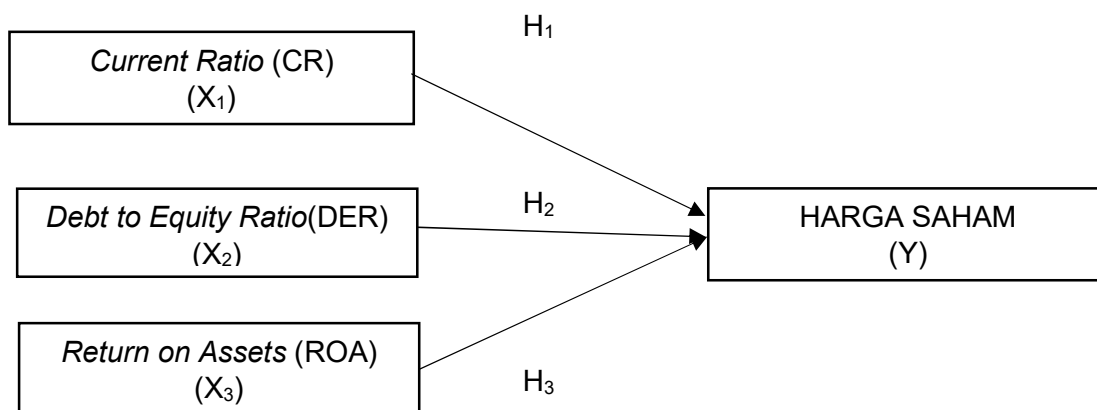 H₁
Current Ratio (CR)
(X₁)
H₂
Debt to Equity Ratio(DER)
(X₂)
HARGA SAHAM
(Y)
Return on Assets (ROA)
(X₃)
H₃